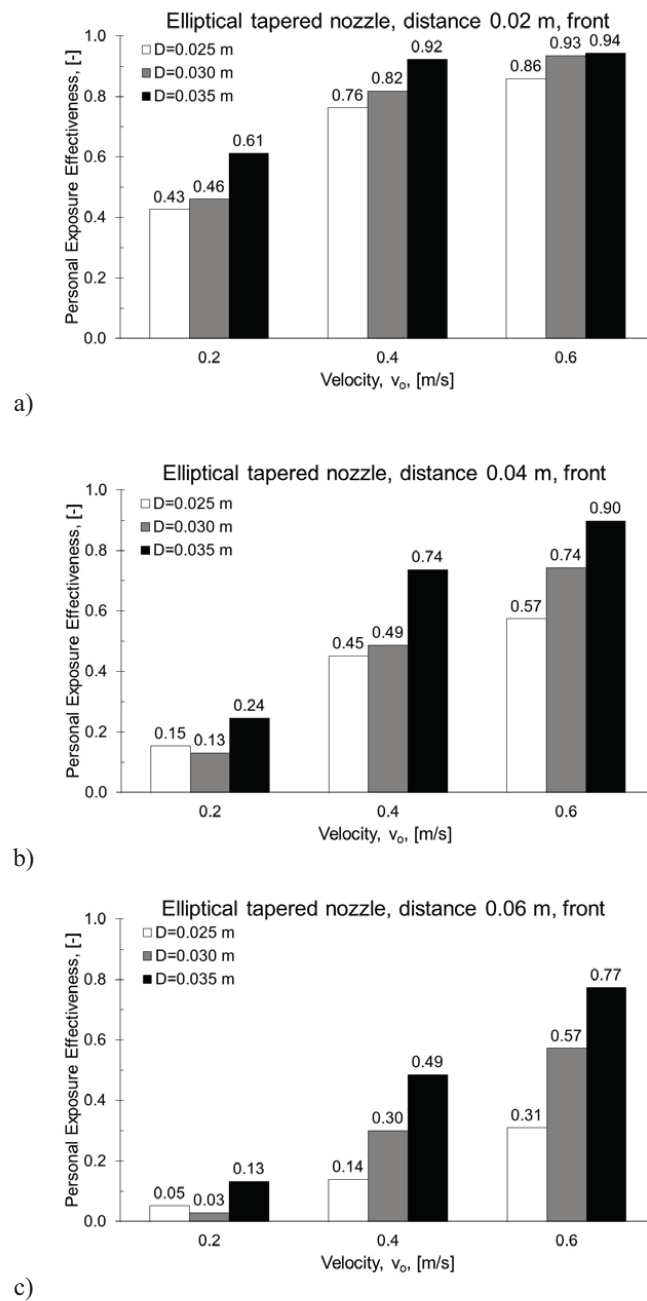 Elliptical tapered nozzle, distance 0.02 m, front
Personal Exposure Effectiveness, [-]
1.0
0.8
0.6
0.4
0.2
0.0
D=0.025 m
D=0.030 m
D=0.035 m
0.43 0.46 0.61
0.76 0.82 0.92
0.86 0.93 0.94
0.2 0.4 0.6
Velocity, vₒ, [m/s]
a)
Elliptical tapered nozzle, distance 0.04 m, front
Personal Exposure Effectiveness, [-]
1.0
0.8
0.6
0.4
0.2
0.0
D=0.025 m
D=0.030 m
D=0.035 m
0.15 0.13 0.24
0.45 0.49 0.74
0.57 0.74 0.90
0.2 0.4 0.6
Velocity, vₒ, [m/s]
b)
Elliptical tapered nozzle, distance 0.06 m, front
Personal Exposure Effectiveness, [-]
1.0
0.8
0.6
0.4
0.2
0.0
D=0.025 m
D=0.030 m
D=0.035 m
0.05 0.03 0.13
0.14 0.30 0.49
0.31 0.57 0.77
0.2 0.4 0.6
Velocity, vₒ, [m/s]
c)